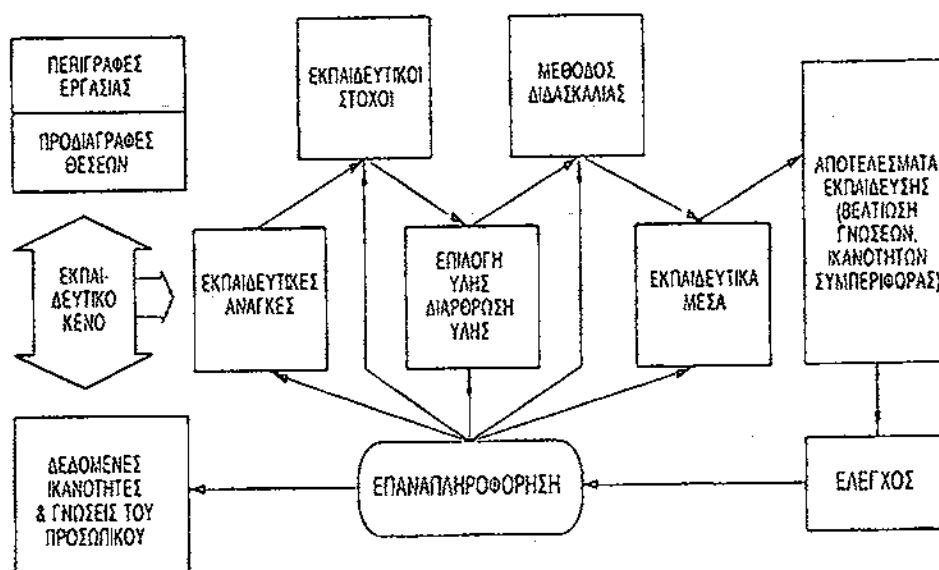 ΠΕΡΙΓΡΑΦΕΣ
ΕΡΓΑΣΙΑΣ
ΠΡΟΔΙΑΓΡΑΦΕΣ
ΘΕΣΕΩΝ
ΕΚΠΑΙΔΕΥΤΙΚΟΙ
ΣΤΟΧΟΙ
ΜΕΘΟΔΟΣ
ΔΙΔΑΣΚΑΛΙΑΣ
ΑΠΟΤΕΛΕΣΜΑΤΑ
ΕΚΠΑΙΔΕΥΣΗΣ
(ΒΕΛΤΙΩΣΗ
ΓΝΩΣΕΩΝ,
ΙΚΑΝΟΤΗΤΩΝ
ΣΥΜΠΕΡΙΦΟΡΑΣ)
ΕΚΠΑΙ-
ΔΕΥΤΙΚΟ
ΚΕΝΟ
ΕΚΠΑΙΔΕΥΤΙΚΕΣ
ΑΝΑΓΚΕΣ
ΕΠΙΛΟΓΗ
ΥΛΗΣ
ΔΙΑΡΘΡΩΣΗ
ΥΛΗΣ
ΕΚΠΑΙΔΕΥΤΙΚΑ
ΜΕΣΑ
ΔΕΔΟΜΕΝΕΣ
ΙΚΑΝΟΤΗΤΕΣ
& ΓΝΩΣΕΙΣ ΤΟΥ
ΠΡΟΣΩΠΙΚΟΥ
ΕΠΑΝΑΠΛΗΡΟΦΟΡΗΣΗ
ΕΛΕΓΧΟΣ